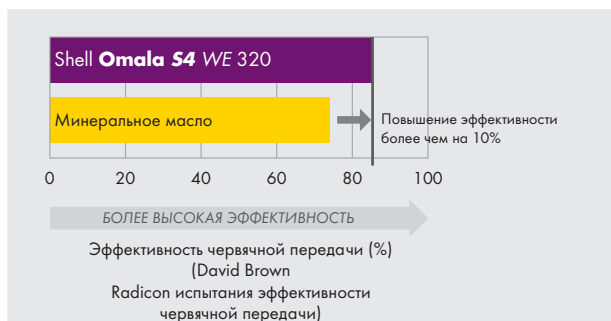 Shell Omala S4 WE 320
Минеральное масло
Повышение эффективности
более чем на 10%
0 20 40 60 80 100
БОЛЕЕ ВЫСОКАЯ ЭФФЕКТИВНОСТЬ
Эффективность червячной передачи (%)
(David Brown
Radicon испытания эффективности
червячной передачи)